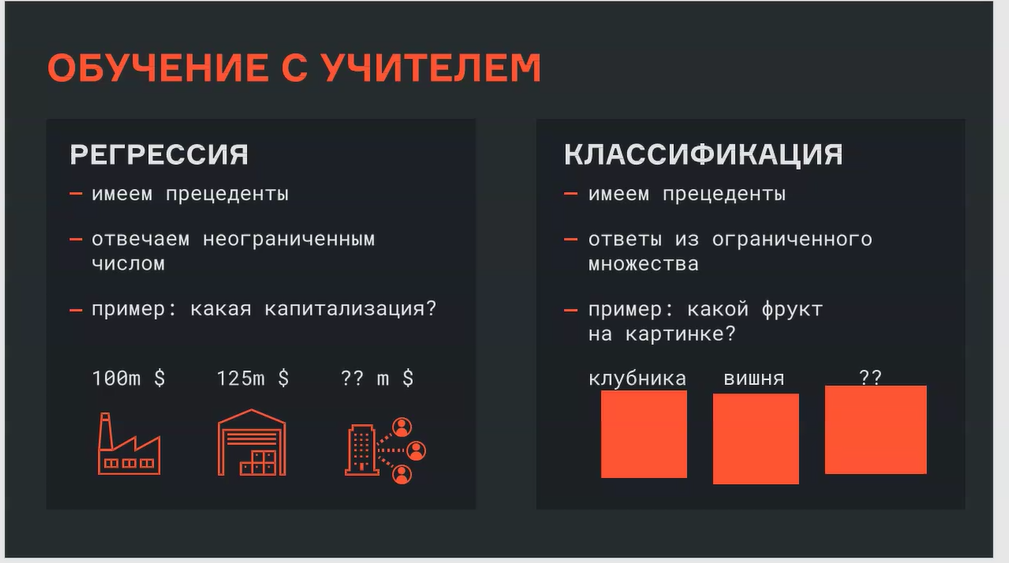 ОБУЧЕНИЕ С УЧИТЕЛЕМ
РЕГРЕССИЯ
— имеем прецеденты
— отвечаем неограниченным
числом
— пример: какая капитализация?
100m $ 125m $ ?? m $
КЛАССИФИКАЦИЯ
— имеем прецеденты
— ответы из ограниченного
множества
— пример: какой фрукт
на картинке?
клубника вишня ??